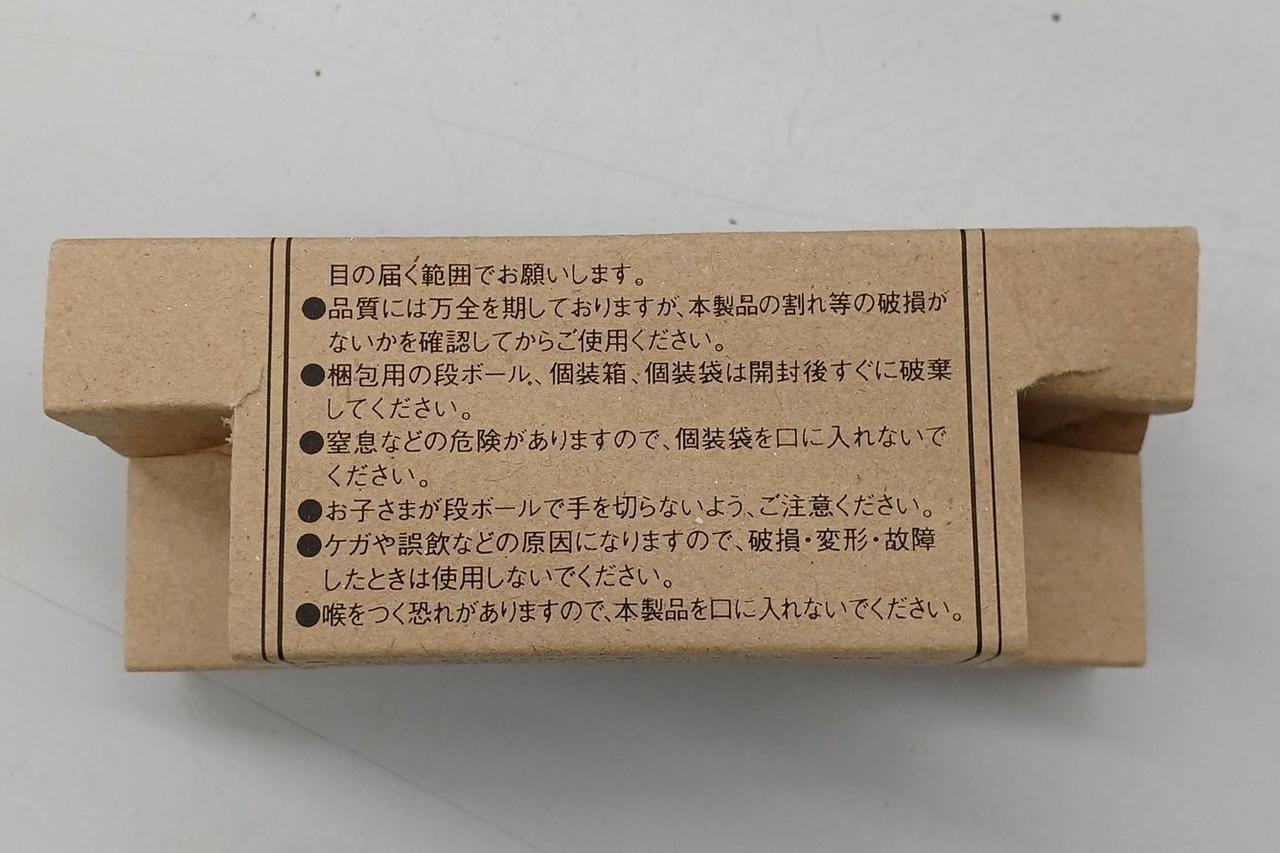 目の届く範囲でお願いします。
●品質には万全を期しておりますが、本製品の割れ等の破損が
ないかを確認してからご使用ください。
●梱包用の段ボール、個装箱、個装袋は開封後すぐに破棄
してください。
●窒息などの危険がありますので、個装袋を口に入れないで
ください。
●お子さまが段ボールで手を切らないよう、ご注意ください。
●ケガや誤飲などの原因になりますので、破損・変形・故障
したときは使用しないでください。
●喉をつく恐れがありますので、本製品を口に入れないでください。